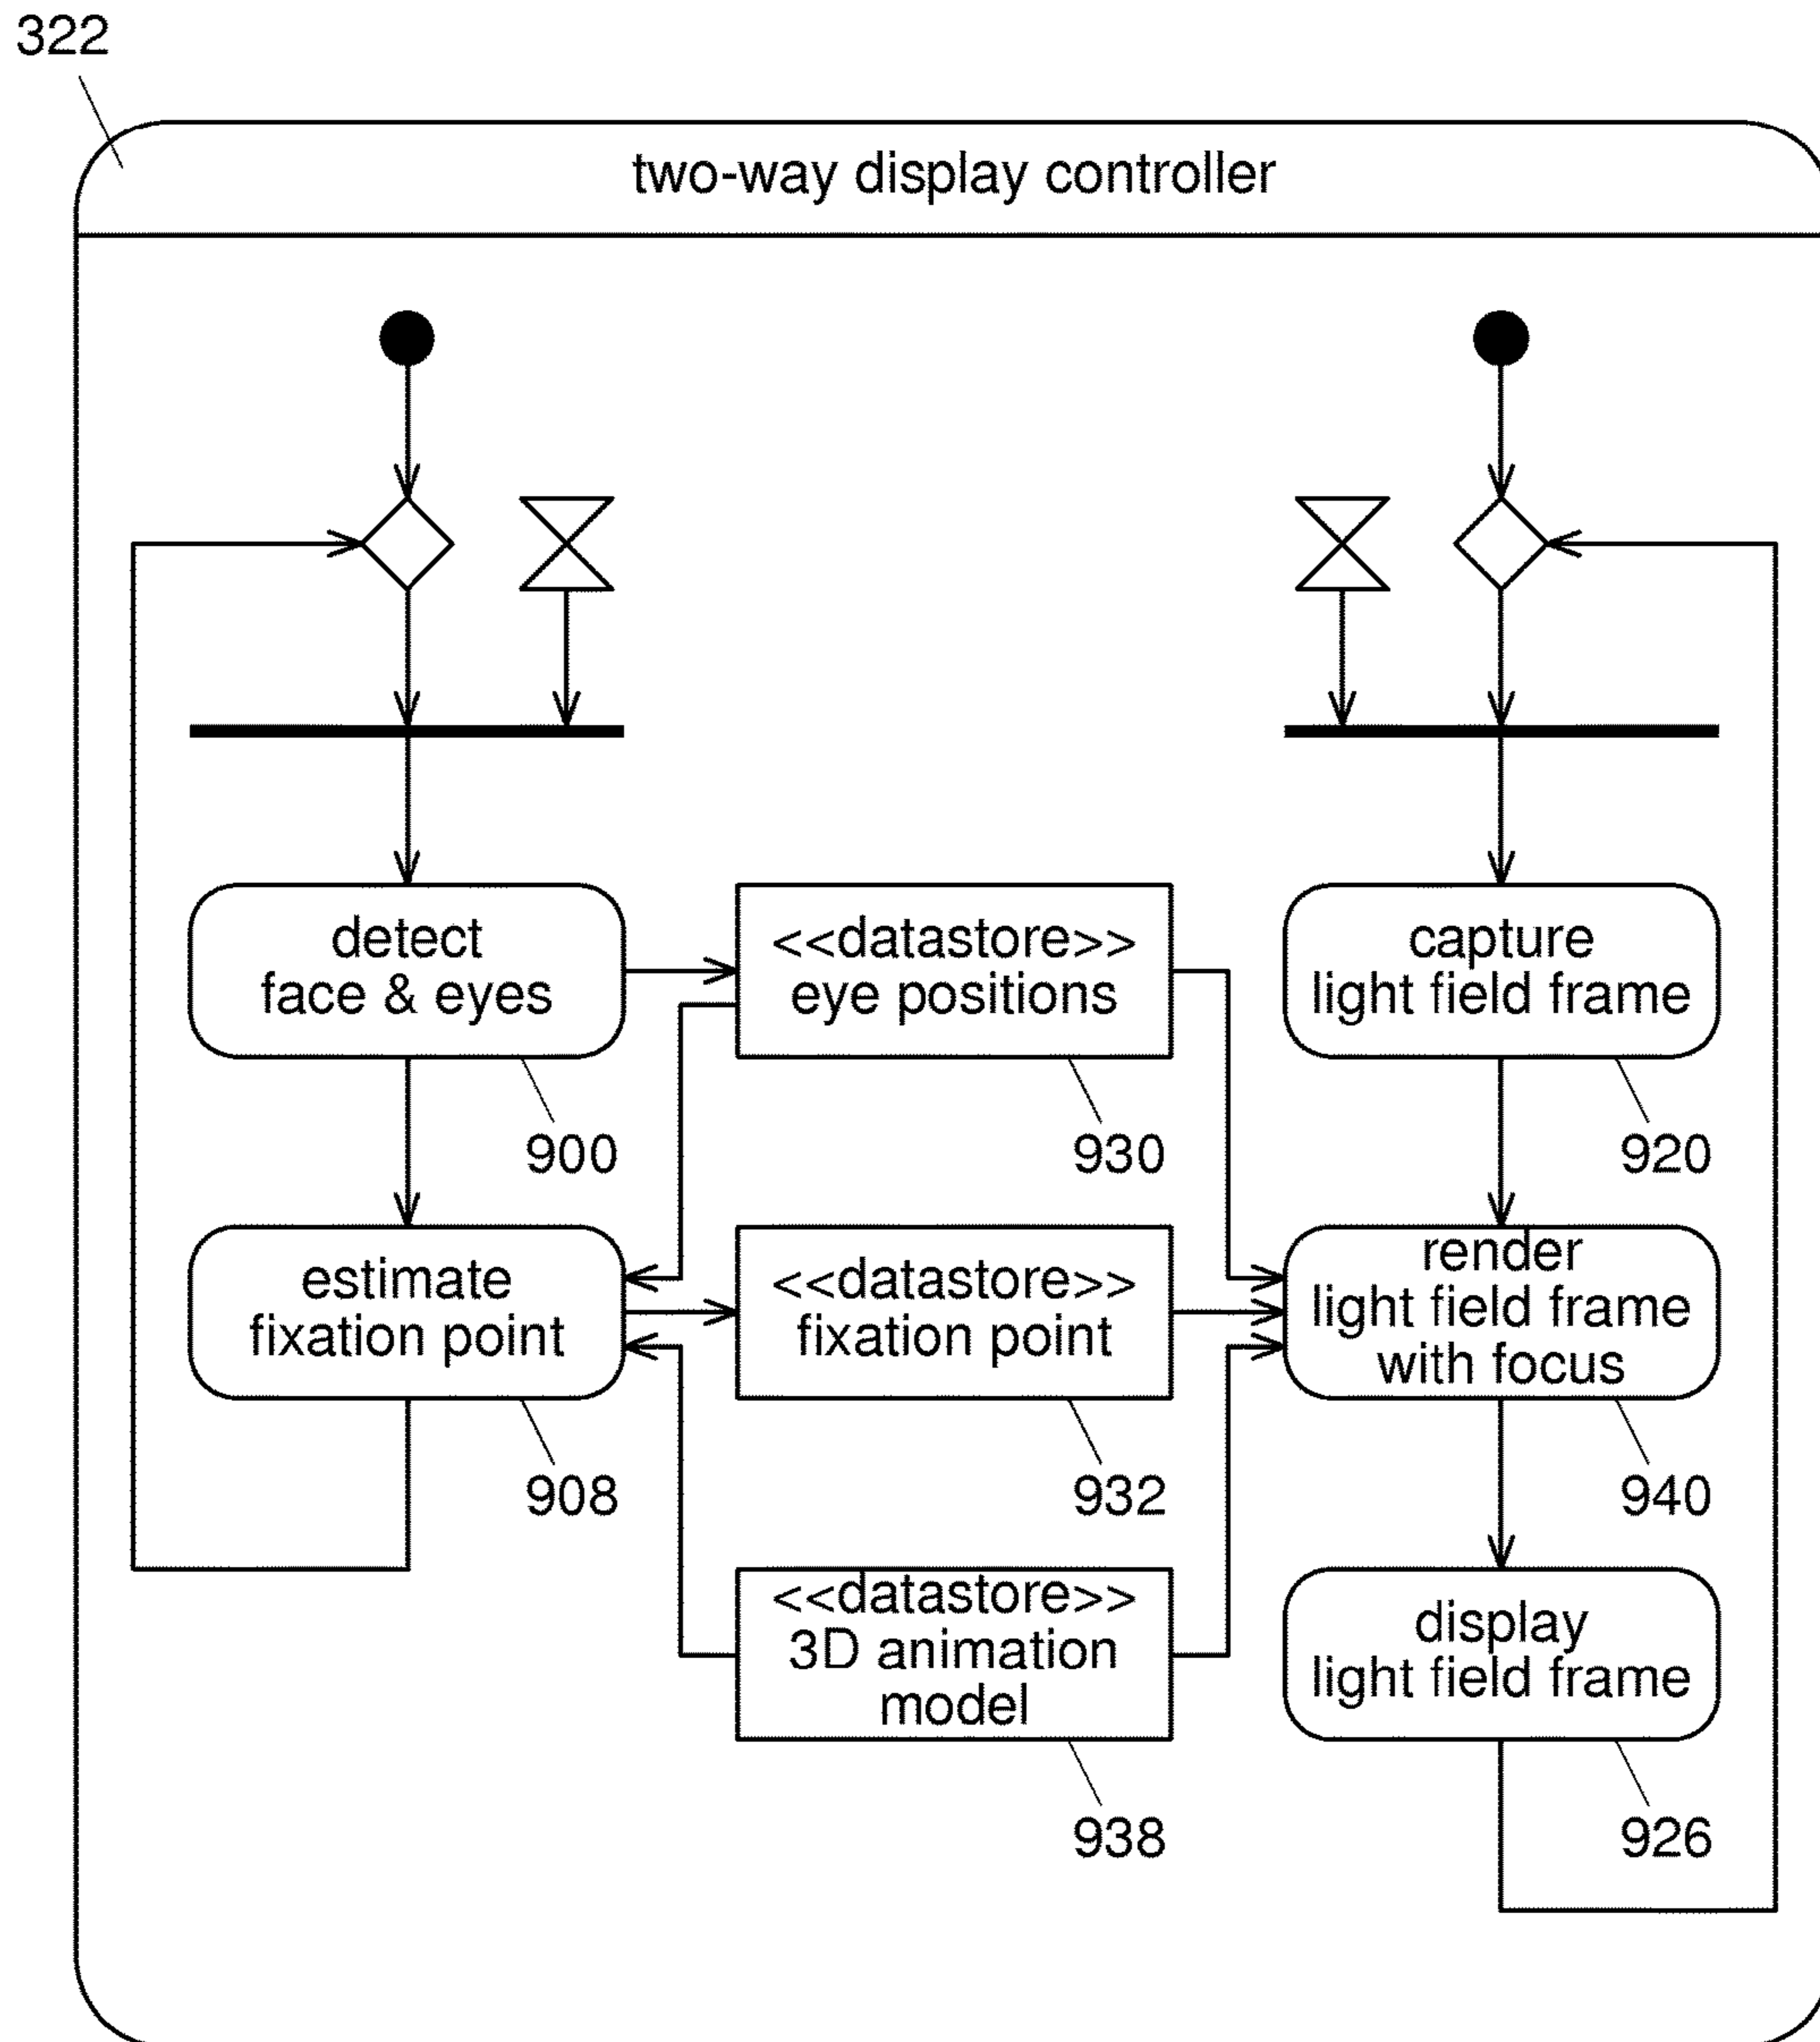 322
two-way display controller
detect
face & eyes
900
<<datastore>>
eye positions
930
capture
light field frame
920
estimate
fixation point
908
<<datastore>>
fixation point
932
render
light field frame
with focus
940
<<datastore>>
3D animation
model
938
display
light field frame
926